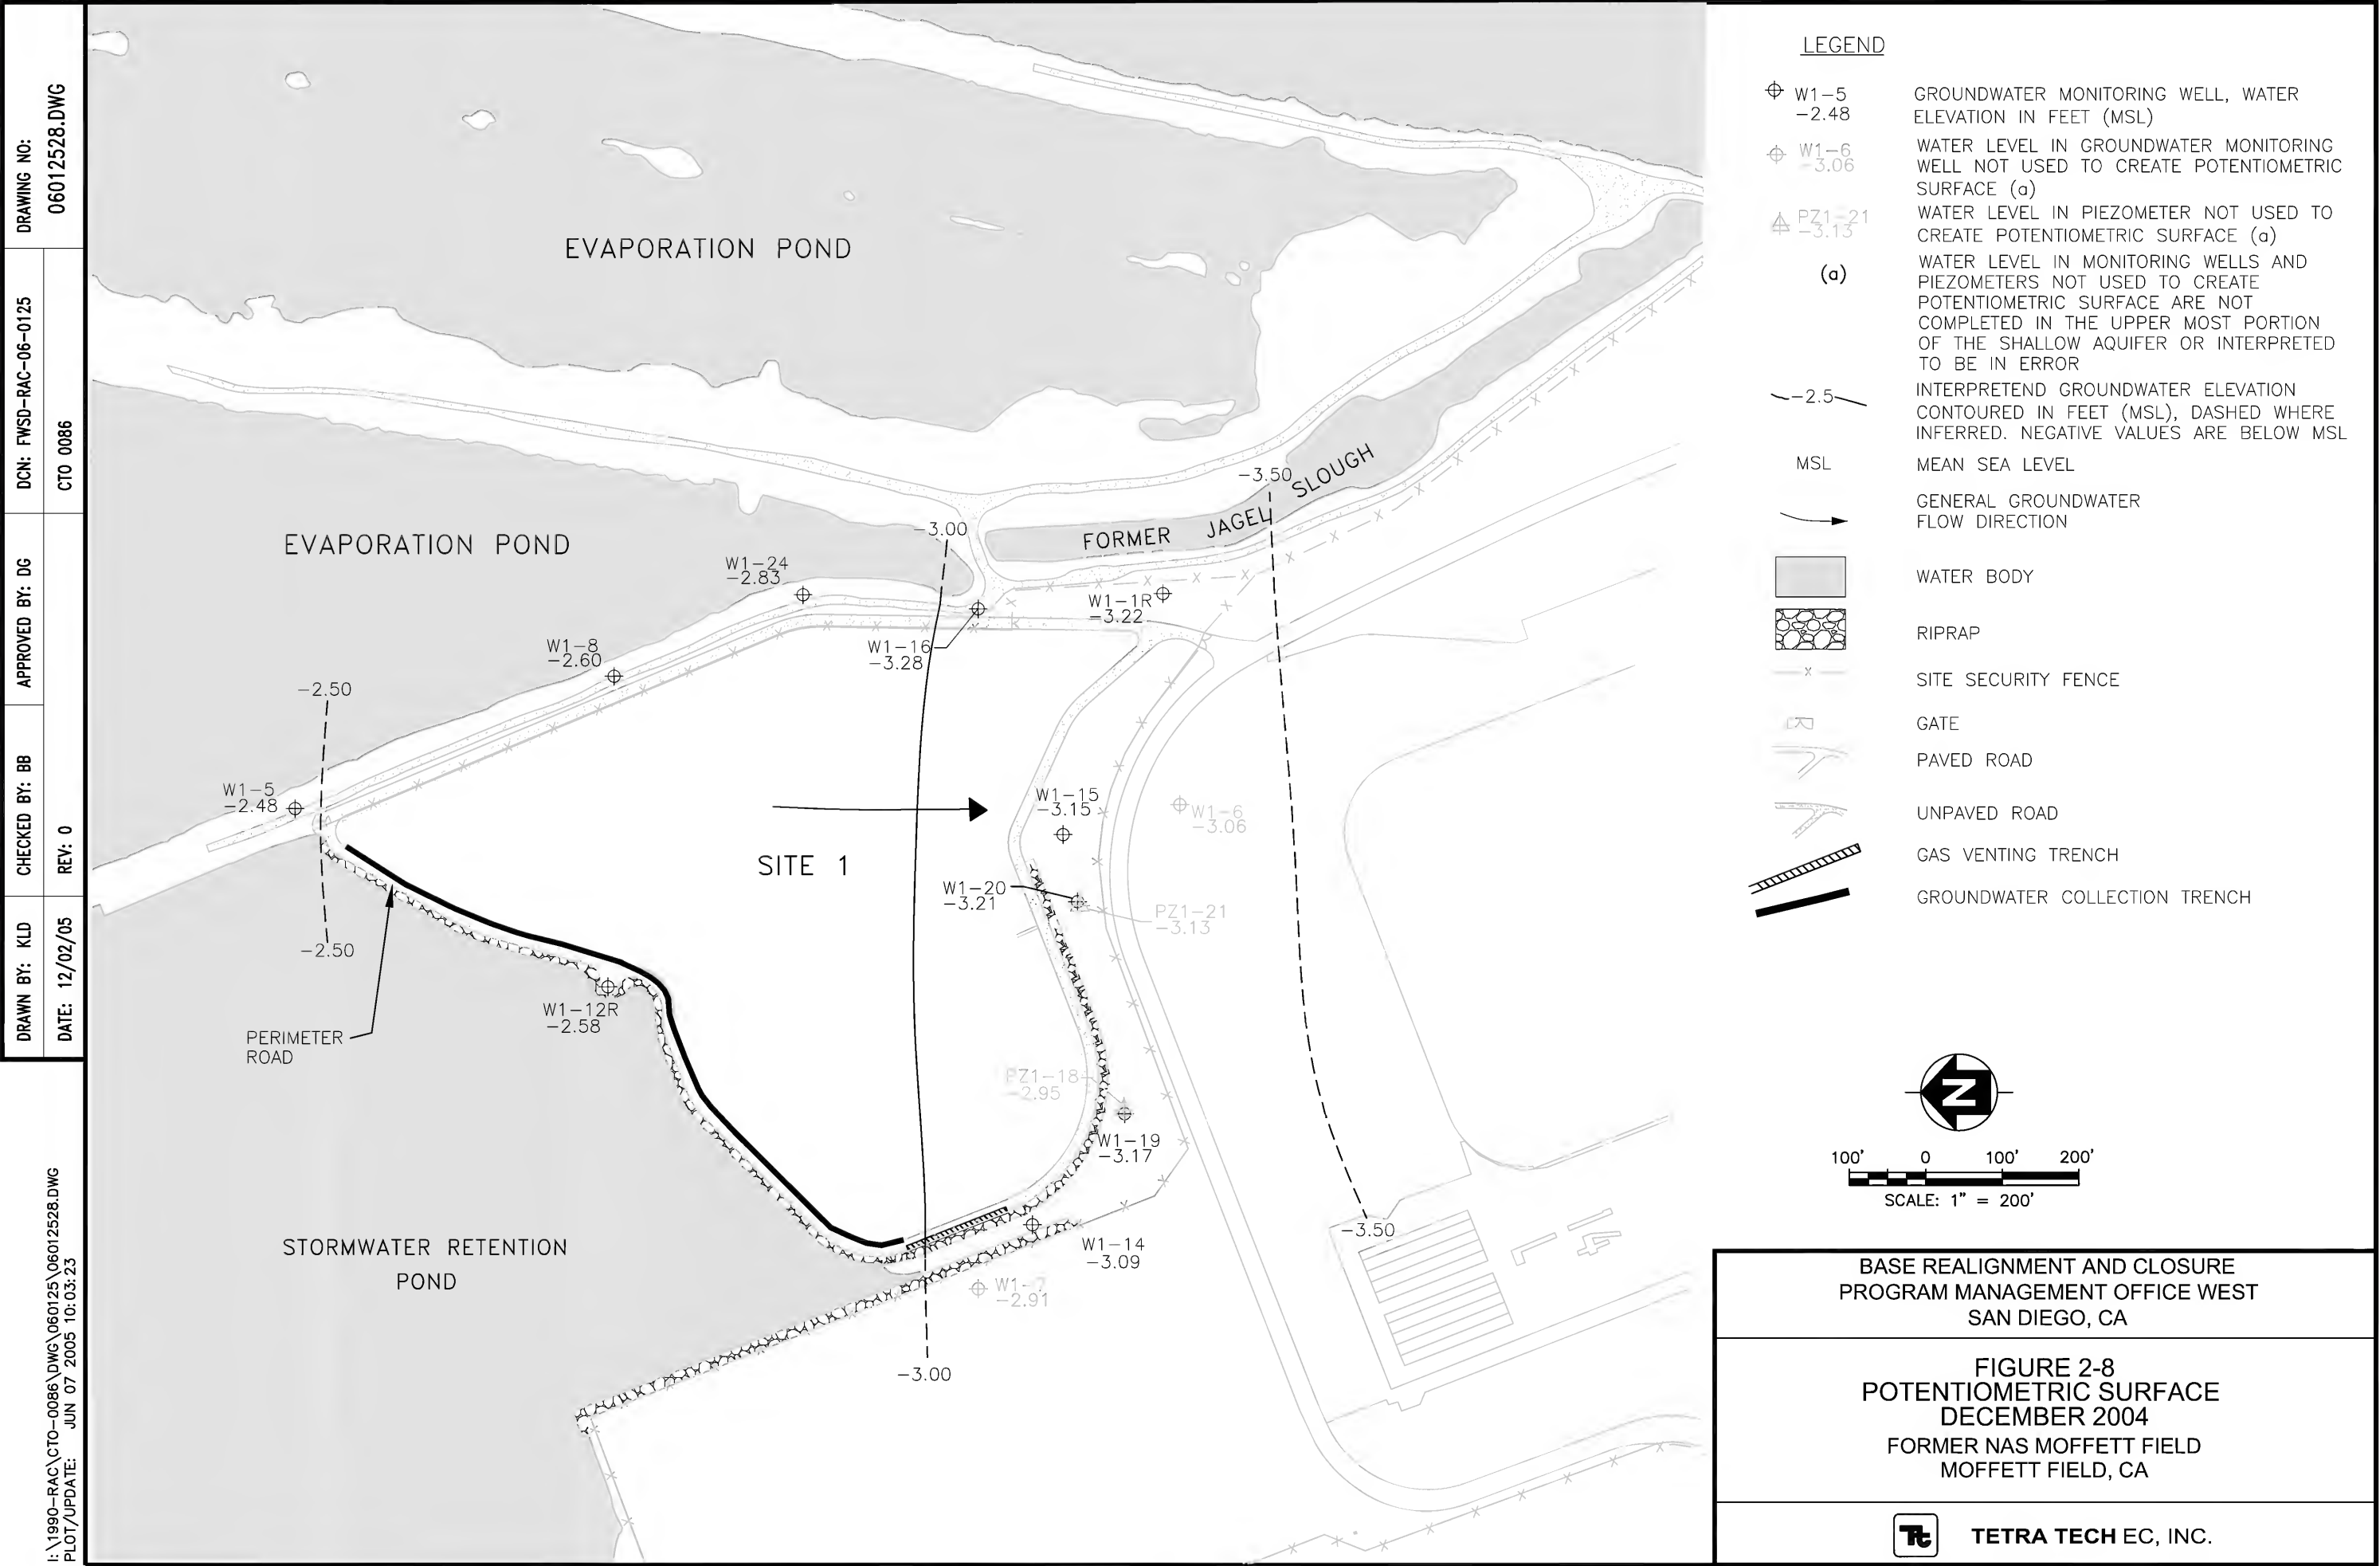 DRAWING NO:
06012528.DWG
DCN: FWSD-RAC-06-0125
CTO 0086
APPROVED BY: DG
CHECKED BY: BB
REV: 0
DRAWN BY: KLD
DATE: 12/02/05
I:\1990-RAC\CTO-0086\DWG\060125\06012528.DWG
PLOT/UPDATE: JUN 07 2005 10:03:23
EVAPORATION POND
-3.50
SLOUGH
FORMER JAGEL
-3.00
EVAPORATION POND
W1-24
-2.83
W1-1R
-3.22
W1-16
-3.28
W1-8
-2.60
-2.50
W1-5
-2.48
W1-15
-3.15
W1-6
-3.06
SITE 1
W1-20
-3.21
PZ1-21
-3.13
-2.50
W1-12R
-2.58
PERIMETER
ROAD
PZ1-18
-2.95
W1-19
-3.17
STORMWATER RETENTION
POND
W1-14
-3.09
-3.50
14
L
W1-7
-2.91
-3.00
LEGEND
W1-5
-2.48
GROUNDWATER MONITORING WELL, WATER
ELEVATION IN FEET (MSL)
W1-6
-3.06
WATER LEVEL IN GROUNDWATER MONITORING
WELL NOT USED TO CREATE POTENTIOMETRIC
SURFACE (a)
PZ1-21
-3.13
WATER LEVEL IN PIEZOMETER NOT USED TO
CREATE POTENTIOMETRIC SURFACE (a)
(a)
WATER LEVEL IN MONITORING WELLS AND
PIEZOMETERS NOT USED TO CREATE
POTENTIOMETRIC SURFACE ARE NOT
COMPLETED IN THE UPPER MOST PORTION
OF THE SHALLOW AQUIFER OR INTERPRETED
TO BE IN ERROR
-2.5
INTERPRETEND GROUNDWATER ELEVATION
CONTOURED IN FEET (MSL), DASHED WHERE
INFERRED. NEGATIVE VALUES ARE BELOW MSL
MSL
MEAN SEA LEVEL
GENERAL GROUNDWATER
FLOW DIRECTION
WATER BODY
RIPRAP
SITE SECURITY FENCE
GATE
PAVED ROAD
UNPAVED ROAD
GAS VENTING TRENCH
GROUNDWATER COLLECTION TRENCH
N
100' 0 100' 200'
SCALE: 1" = 200'
BASE REALIGNMENT AND CLOSURE
PROGRAM MANAGEMENT OFFICE WEST
SAN DIEGO, CA
FIGURE 2-8
POTENTIOMETRIC SURFACE
DECEMBER 2004
FORMER NAS MOFFETT FIELD
MOFFETT FIELD, CA
TETRA TECH EC, INC.